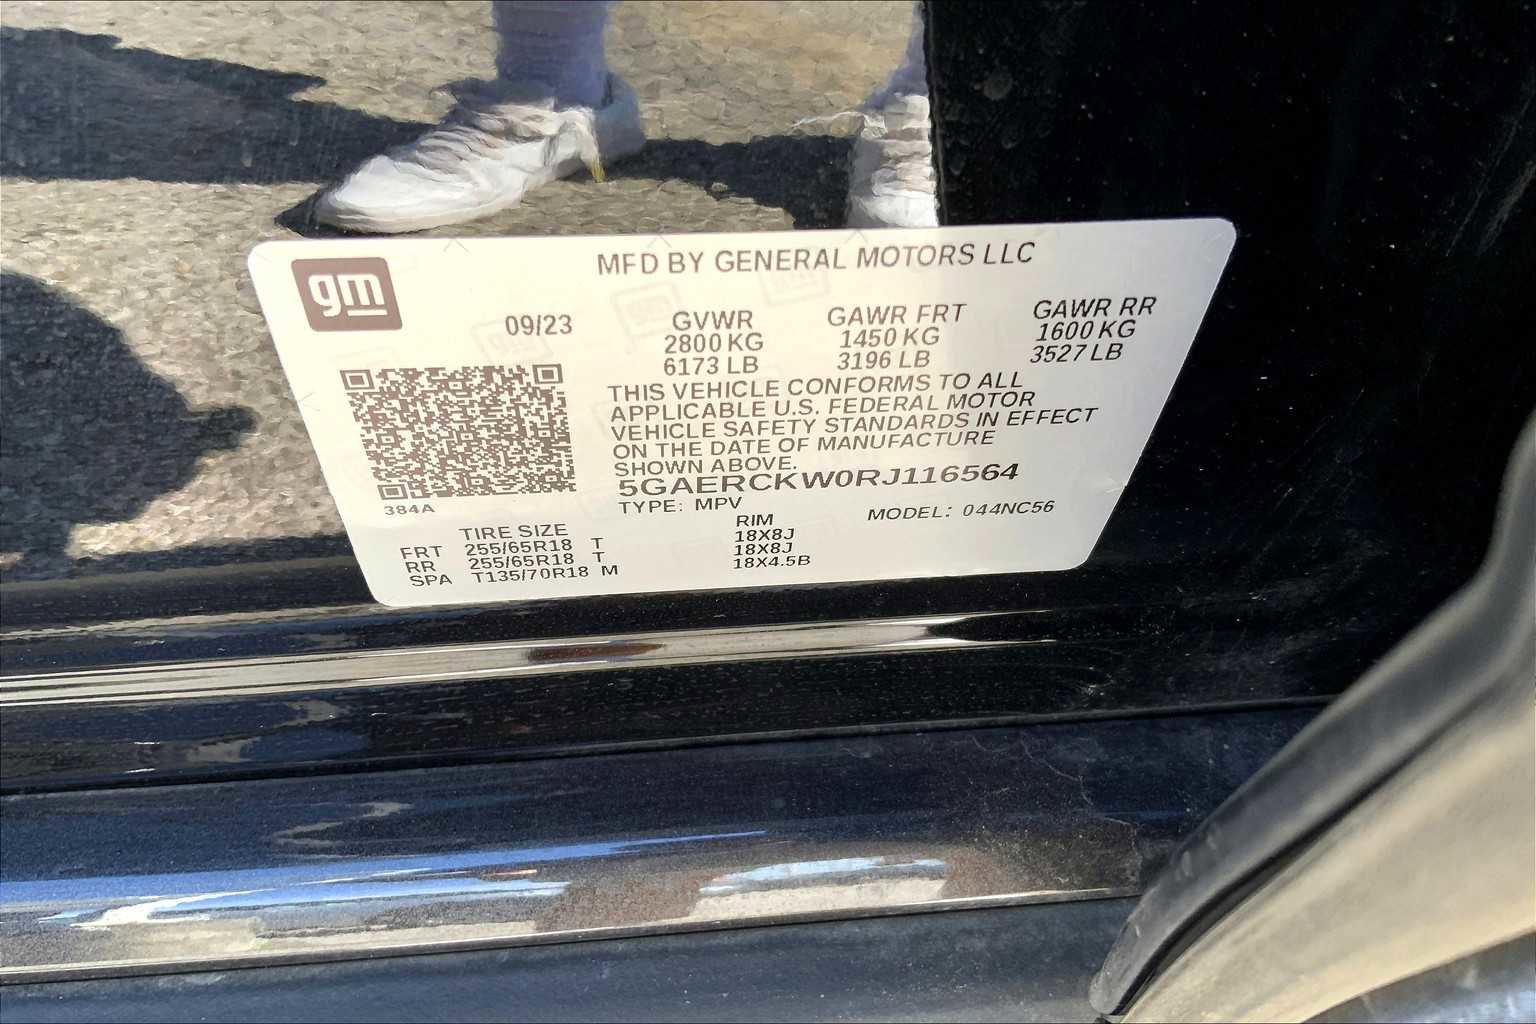 gm
MFD BY GENERAL MOTORS LLC
09/23
GVWR
2800 KG
6173 LB
GAWR FRT
1450 KG
3196 LB
GAWR RR
1600 KG
3527 LB
THIS VEHICLE CONFORMS TO ALL
APPLICABLE U.S. FEDERAL MOTOR
VEHICLE SAFETY STANDARDS IN EFFECT
ON THE DATE OF MANUFACTURE
SHOWN ABOVE.
5GAERCKW0RJ116564
TYPE: MPV
MODEL: 044NC56
384A
TIRE SIZE RIM
FRT 255/65R18 T 18X8J
RR 255/65R18 T 18X8J
SPA T135/70R18 M 18X4.5B